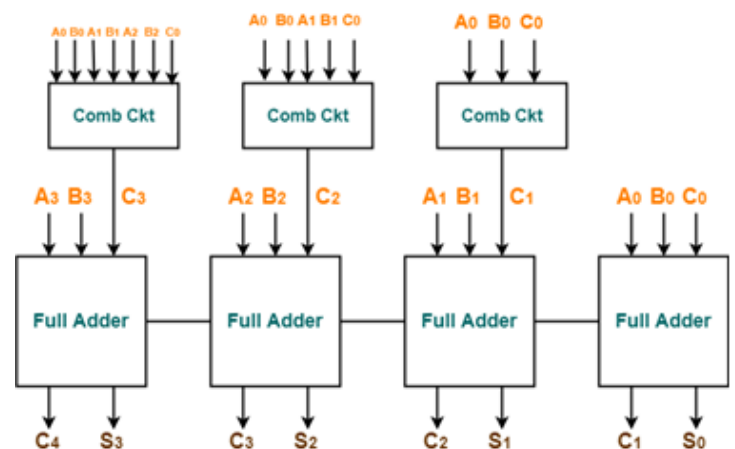 A0 B0 A1 B1 A2 B2 C0
A0 B0 A1 B1 C0
A0 B0 C0
Comb Ckt
Comb Ckt
Comb Ckt
A3 B3 C3
A2 B2 C2
A1 B1 C1
A0 B0 C0
Full Adder
Full Adder
Full Adder
Full Adder
C4 S3
C3 S2
C2 S1
C1 S0